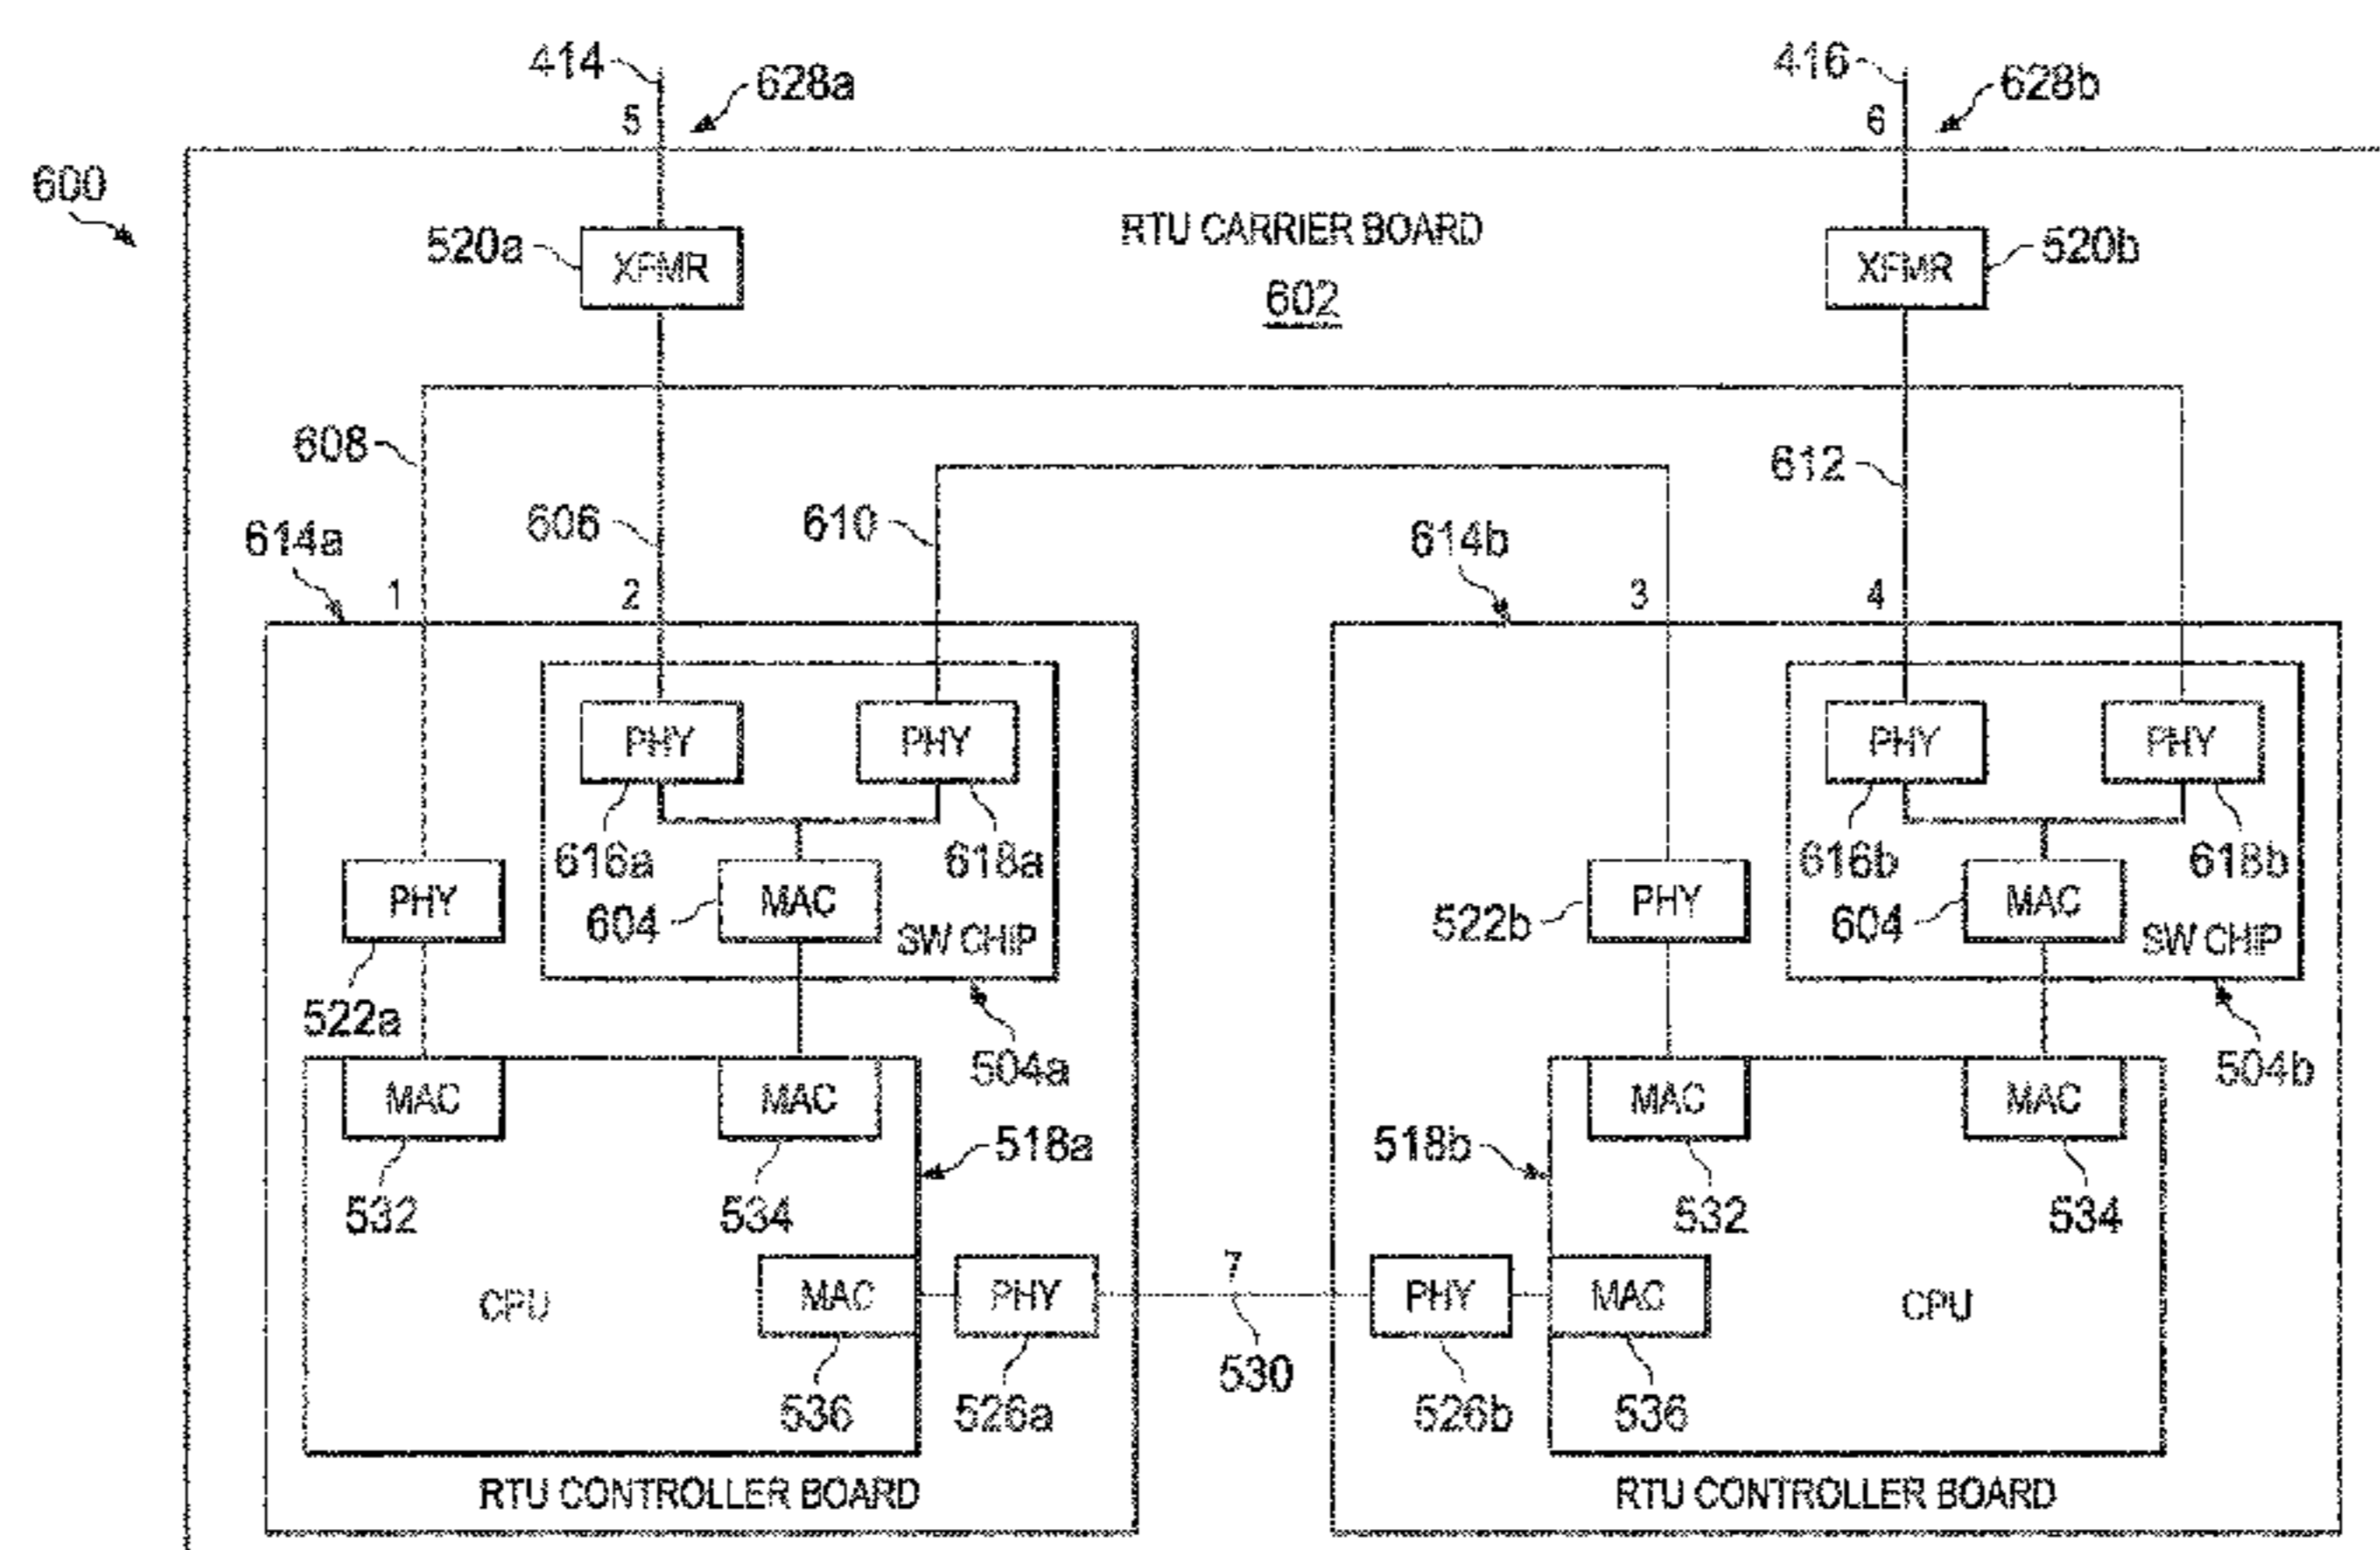 414
628a
416
628b
5
6
600
RTU CARRIER BOARD
602
520a
XFMR
XFMR
520b
608
606
610
612
614a
614b
1
2
3
4
PHY
PHY
PHY
PHY
616a
618a
616b
618b
PHY
604
MAC
SW CHIP
522b
PHY
604
MAC
SW CHIP
522a
504a
504b
MAC
MAC
MAC
MAC
518a
518b
532
534
532
534
CPU
MAC
PHY
7
PHY
MAC
CPU
530
536
526a
526b
536
RTU CONTROLLER BOARD
RTU CONTROLLER BOARD